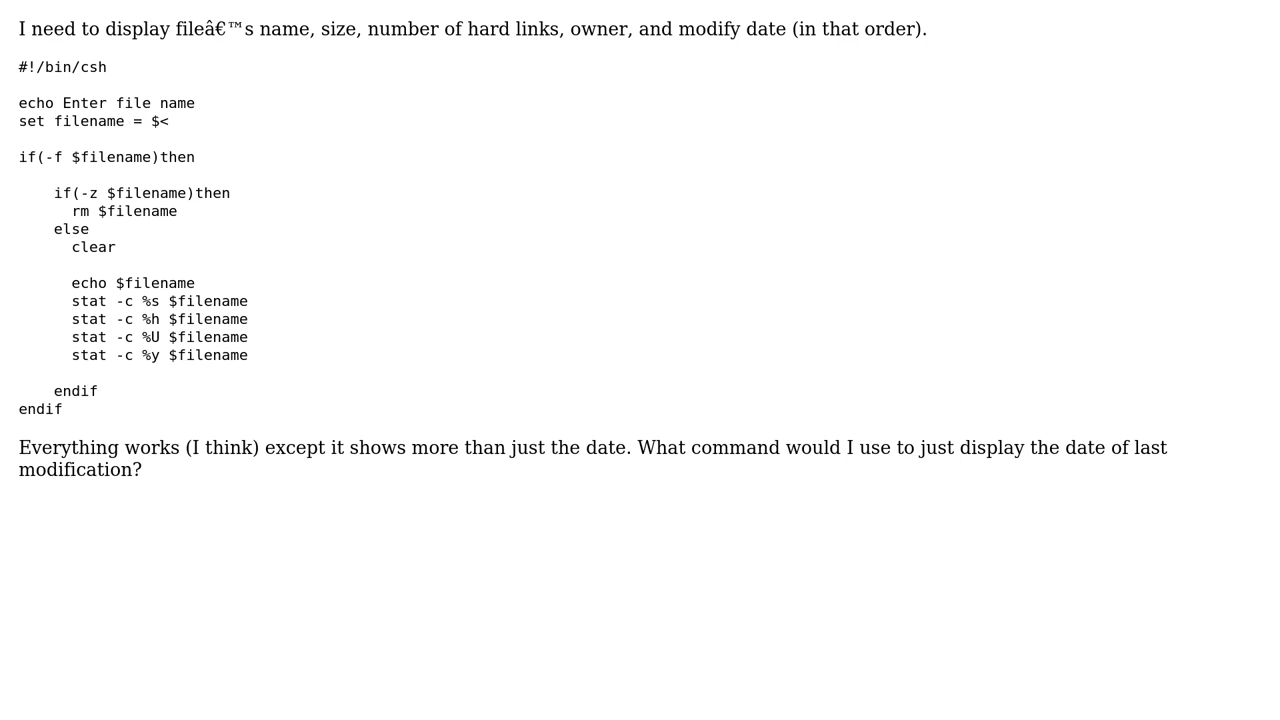 I need to display fileâ€™s name, size, number of hard links, owner, and modify date (in that order).
#!/bin/csh
echo Enter file name
set filename = $<
if(-f $filename)then
if(-z $filename)then
rm $filename
else
clear
echo $filename
stat -c %s $filename
stat -c %h $filename
stat -c %U $filename
stat -c %y $filename
endif
endif
Everything works (I think) except it shows more than just the date. What command would I use to just display the date of last
modification?